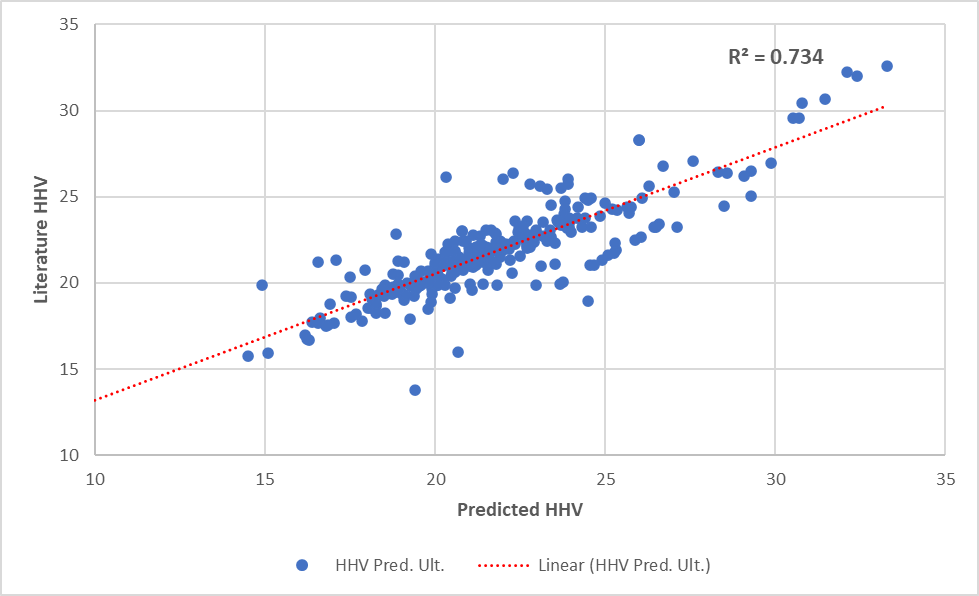 35
R² = 0.734
30
25
20
15
10
Literature HHV
10 15 20 25 30 35
Predicted HHV
HHV Pred. Ult. Linear (HHV Pred. Ult.)